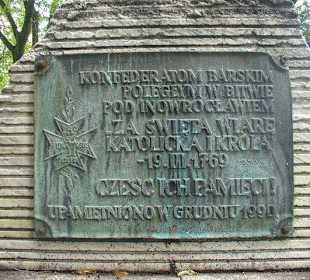 KONFEDERATOM BARSKIM
POLEGŁYM W BITWIE
POD INOWROCŁAWIEM
„ZA ŚWIĘTĄ WIARĘ
KATOLICKĄ I KRÓLA"
-19.III.1769
CZEŚĆ ICH PAMIĘCI!
UPAMIĘTNIONO W GRUDNIU 1990